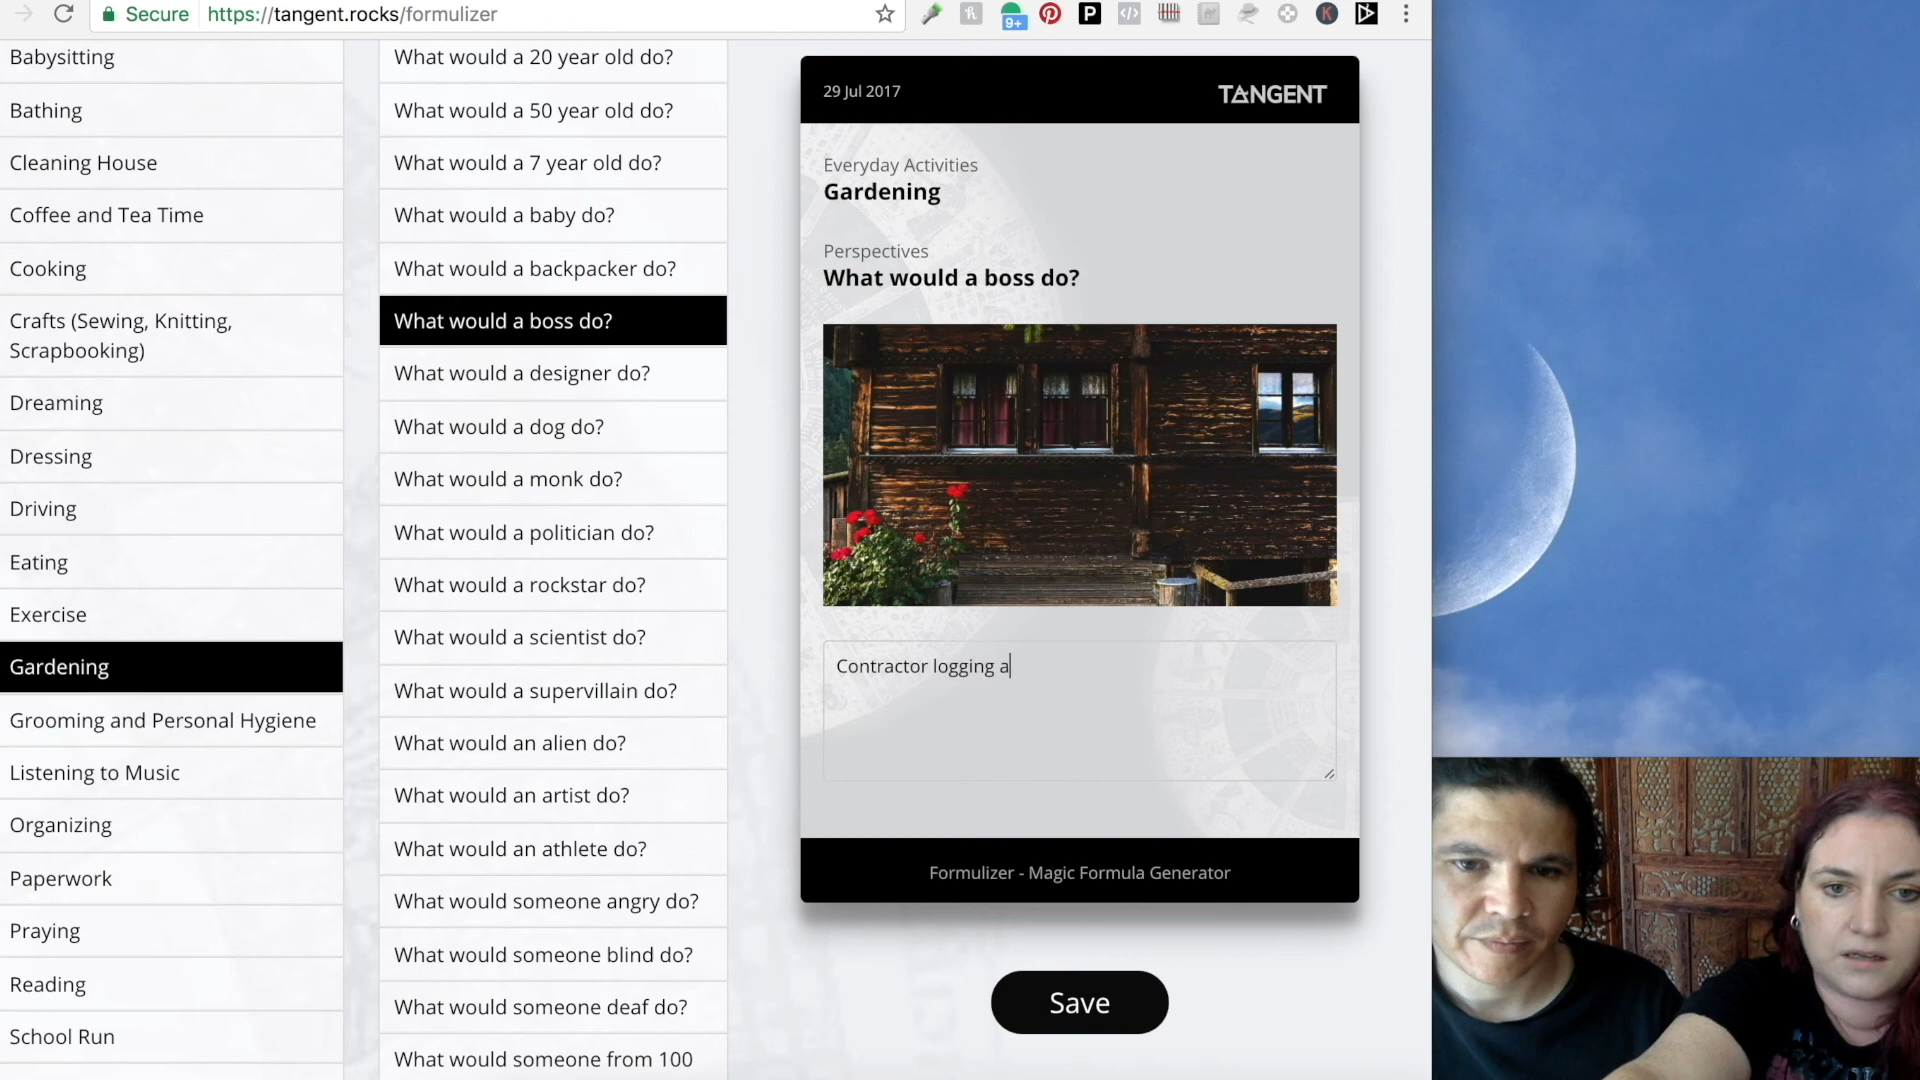 Secure https://tangent.rocks/formulizer
9+
Babysitting
Bathing
Cleaning House
Coffee and Tea Time
Cooking
Crafts (Sewing, Knitting,
Scrapbooking)
Dreaming
Dressing
Driving
Eating
Exercise
Gardening
Grooming and Personal Hygiene
Listening to Music
Organizing
Paperwork
Praying
Reading
School Run
What would a 20 year old do?
What would a 50 year old do?
What would a 7 year old do?
What would a baby do?
What would a backpacker do?
What would a boss do?
What would a designer do?
What would a dog do?
What would a monk do?
What would a politician do?
What would a rockstar do?
What would a scientist do?
What would a supervillain do?
What would an alien do?
What would an artist do?
What would an athlete do?
What would someone angry do?
What would someone blind do?
What would someone deaf do?
What would someone from 100
29 Jul 2017
TANGENT
Everyday Activities
Gardening
Perspectives
What would a boss do?
Contractor logging a
Formulizer - Magic Formula Generator
Save